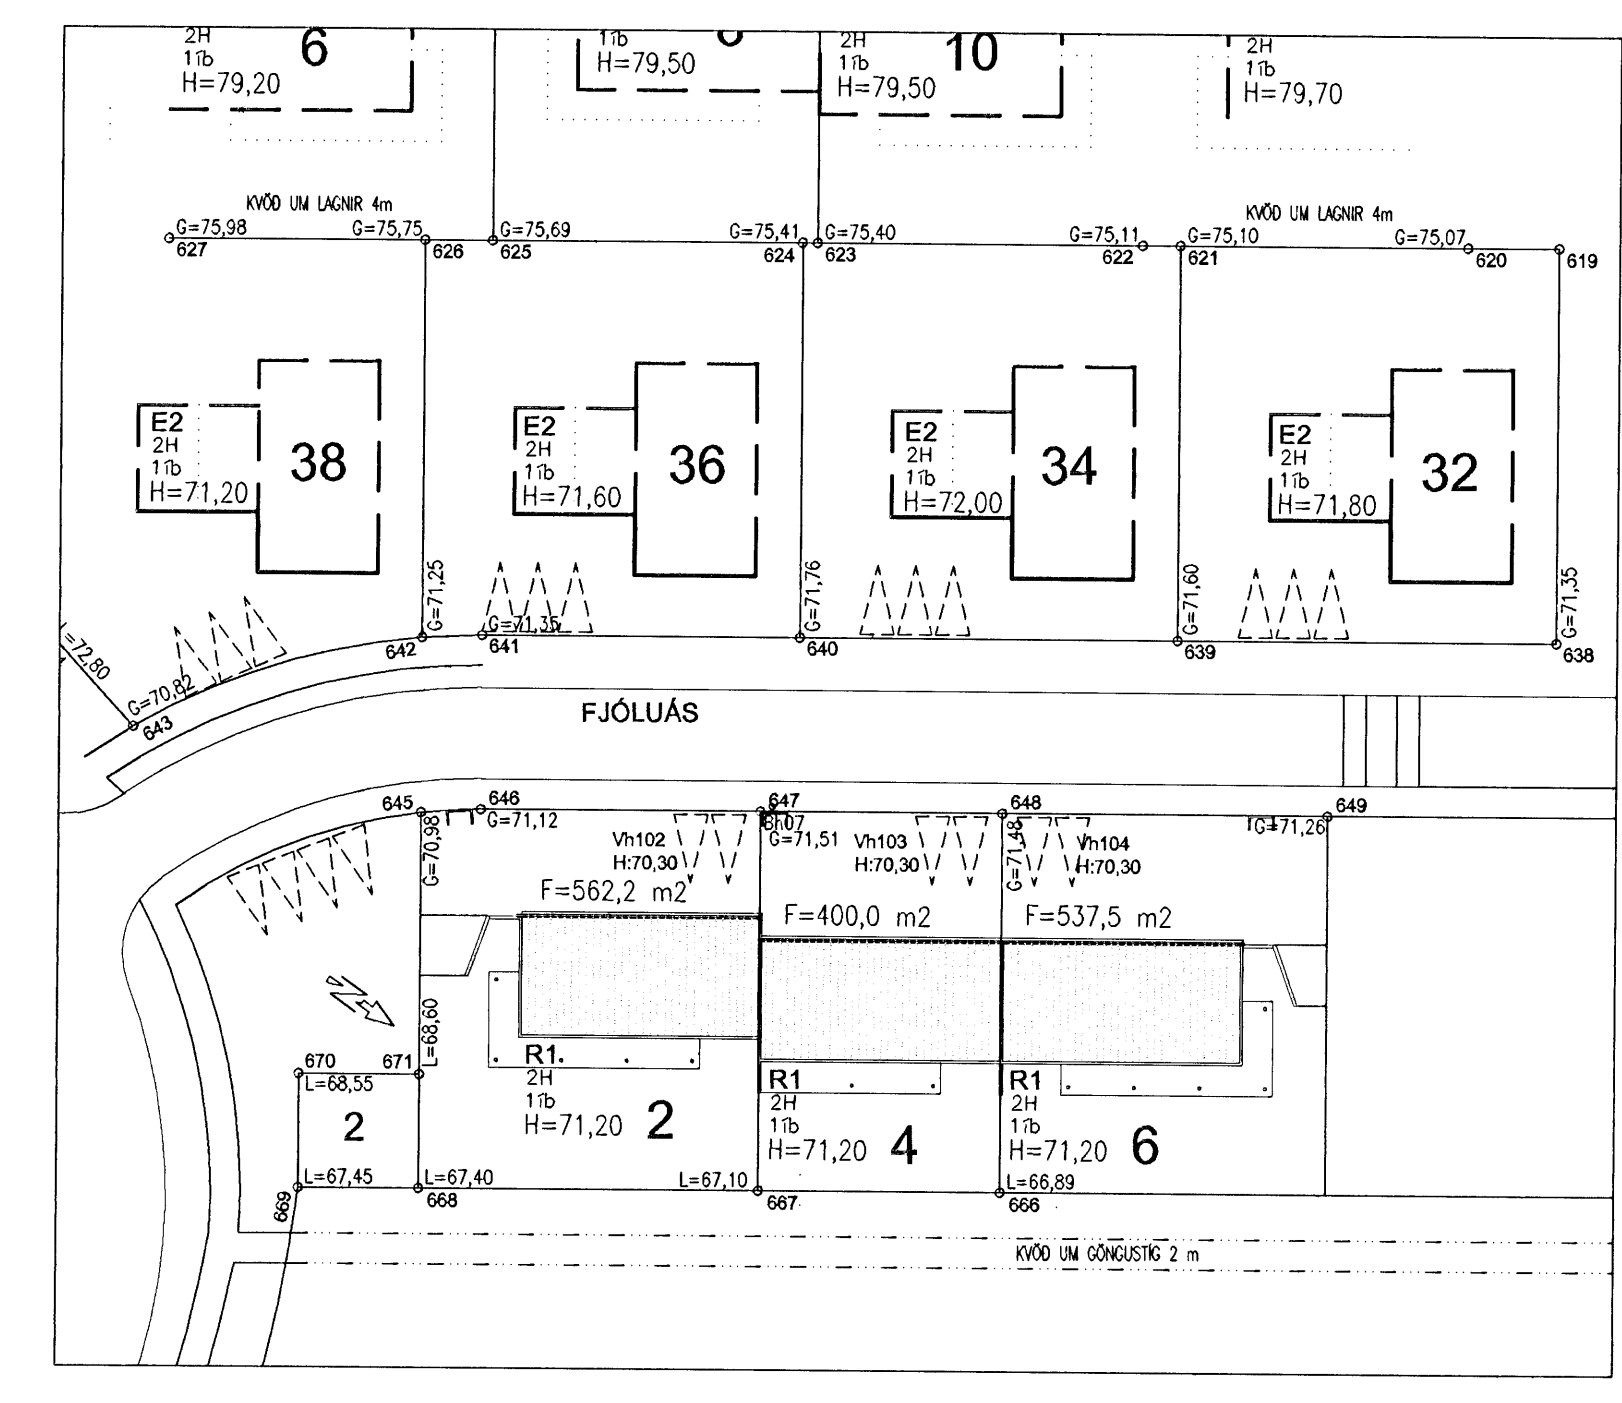 2H
1íb
H=79,20
6
1íb
H=79,50
2H
1íb
H=79,50
10
2H
1íb
H=79,70
KVÖÐ UM LAGNIR 4m
KVÖÐ UM LAGNIR 4m
G=75,98
627
G=75,75
626
G=75,69
625
G=75,41
624
G=75,40
623
G=75,11
622
G=75,10
621
G=75,07
620
619
E2
2H
1íb
H=71,20
38
E2
2H
1íb
H=71,60
36
E2
2H
1íb
H=72,00
34
E2
2H
1íb
H=71,80
32
G=71,25
642
G=71,35
641
G=71,76
640
G=71,60
639
G=71,35
638
L=72,80
G=70,82
643
FJÓLUÁS
645
G=70,98
646
G=71,12
647
G=71,51
648
G=71,48
649
G=71,26
Vh102
H:70,30
Vh103
H:70,30
Vh104
H:70,30
F=562,2 m2
F=400,0 m2
F=537,5 m2
L=68,60
670
671
L=68,55
2
R1
2H
1íb
H=71,20
2
R1
2H
1íb
H=71,20
4
R1
2H
1íb
H=71,20
6
L=67,45
669
L=67,40
668
L=67,10
667
L=66,89
666
KVÖÐ UM GÖNGUSTÍG 2 m